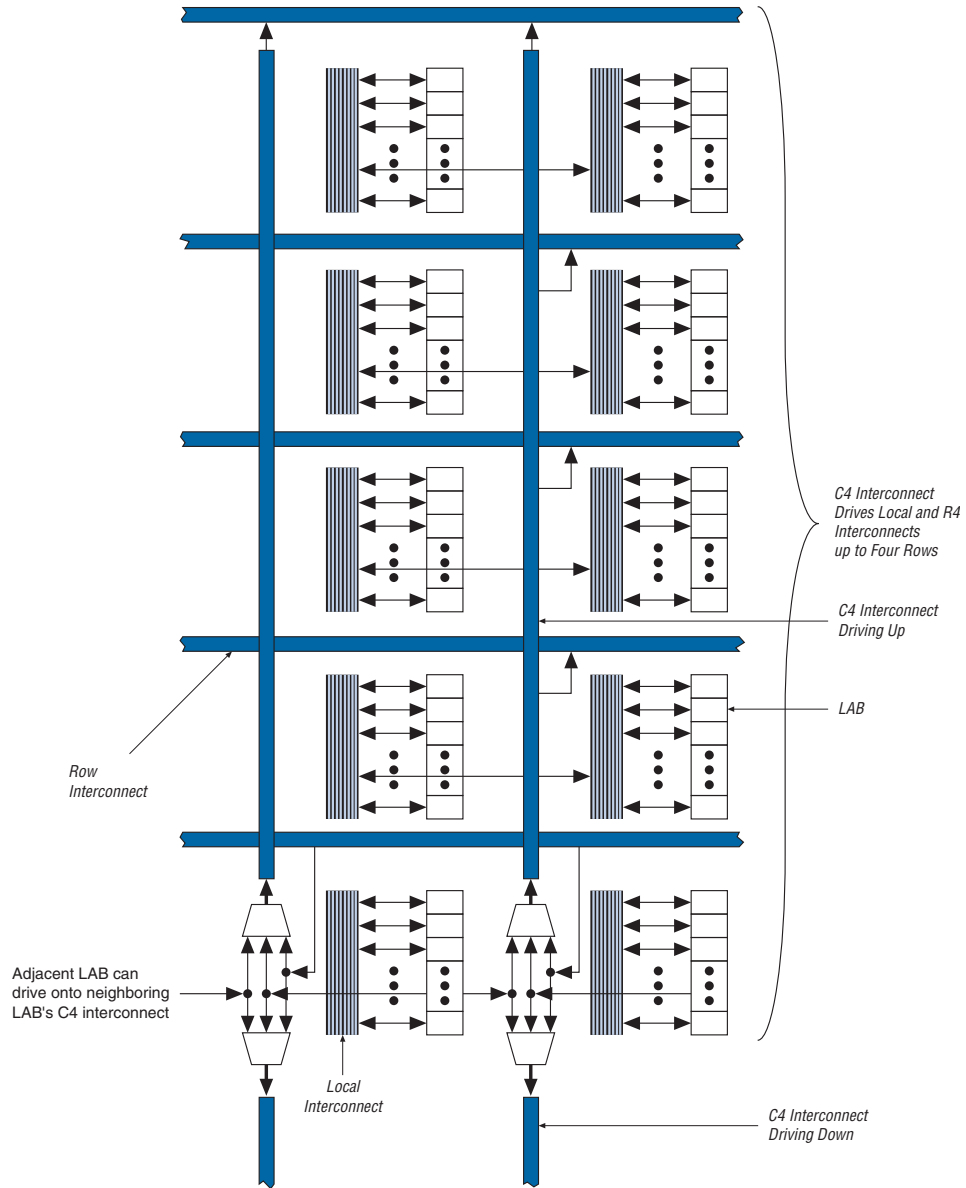 C4 Interconnect
Drives Local and R4
Interconnects
up to Four Rows
C4 Interconnect
Driving Up
LAB
Row
Interconnect
Adjacent LAB can
drive onto neighboring
LAB's C4 interconnect
Local
Interconnect
C4 Interconnect
Driving Down